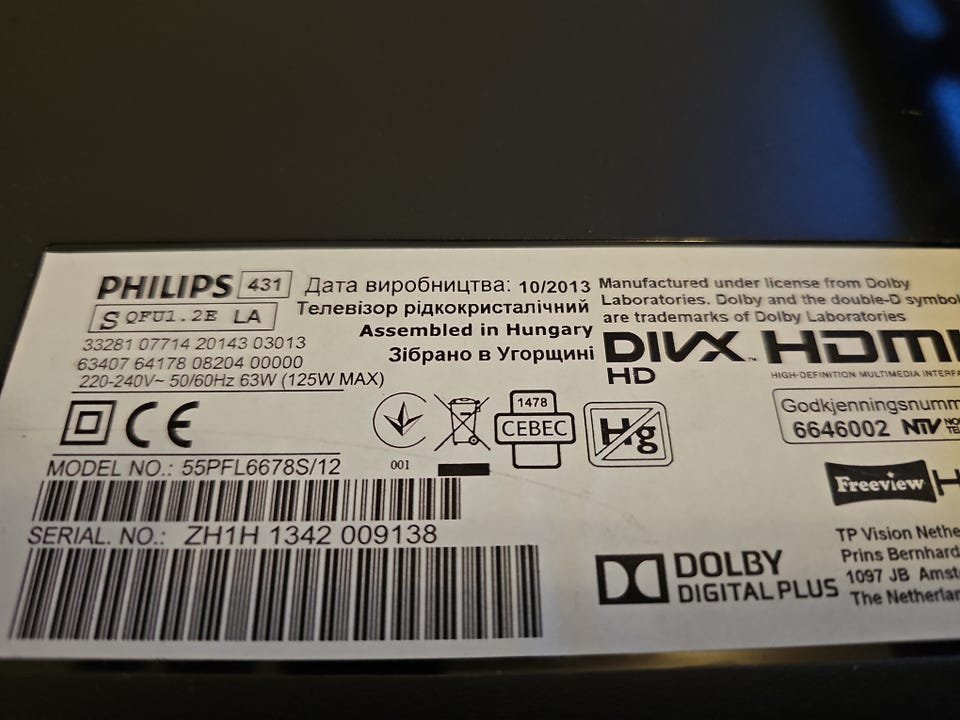 PHILIPS 431
S QFU1.2E LA
33281 07714 20143 03013
63407 64178 08204 00000
220-240V~ 50/60Hz 63W (125W MAX)
Дата виробництва: 10/2013
Телевізор рідкокристалічний
Assembled in Hungary
Зібрано в Угорщині
Manufactured under license from Dolby
Laboratories. Dolby and the double-D symbol
are trademarks of Dolby Laboratories
DIVX™ HDMI
HD
HIGH-DEFINITION MULTIMEDIA
CE
001
1478
CEBEC
Hg
Godkjenningsnumm
6646002 NTV
MODEL NO.: 55PFL6678S/12
Freeview H
SERIAL. NO.: ZH1H 1342 009138
DOLBY
DIGITAL PLUS
TP Vision Nethe
Prins Bernhard
1097 JB Amst
The Netherla